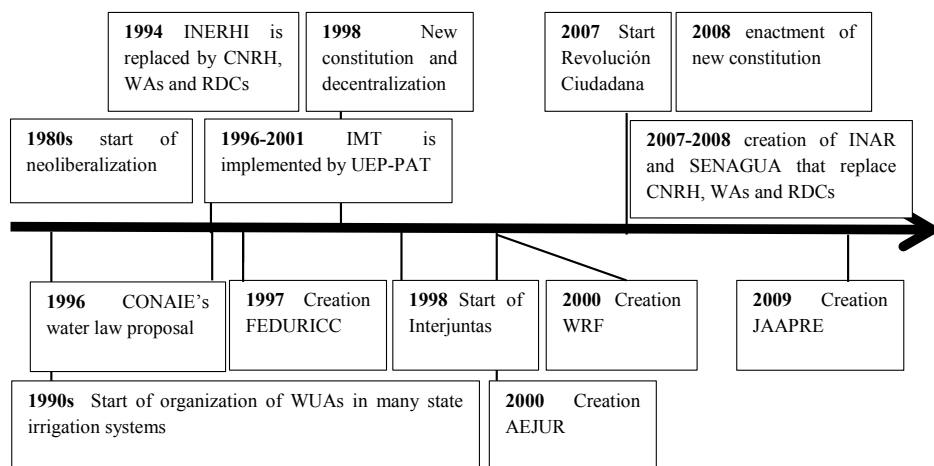 1994 INERHI is
replaced by CNRH,
WAs and RDCs
1998 New
constitution and
decentralization
2007 Start
Revolución
Ciudadana
2008 enactment of
new constitution
1980s start of
neoliberalization
1996-2001 IMT is
implemented by UEP-PAT
2007-2008 creation of INAR
and SENAGUA that replace
CNRH, WAs and RDCs
1996 CONAIE’s
water law proposal
1997 Creation
FEDURICC
1998 Start of
Interjuntas
2000 Creation
WRF
2009 Creation
JAAPRE
1990s Start of organization of WUAs in many state
irrigation systems
2000 Creation
AEJUR